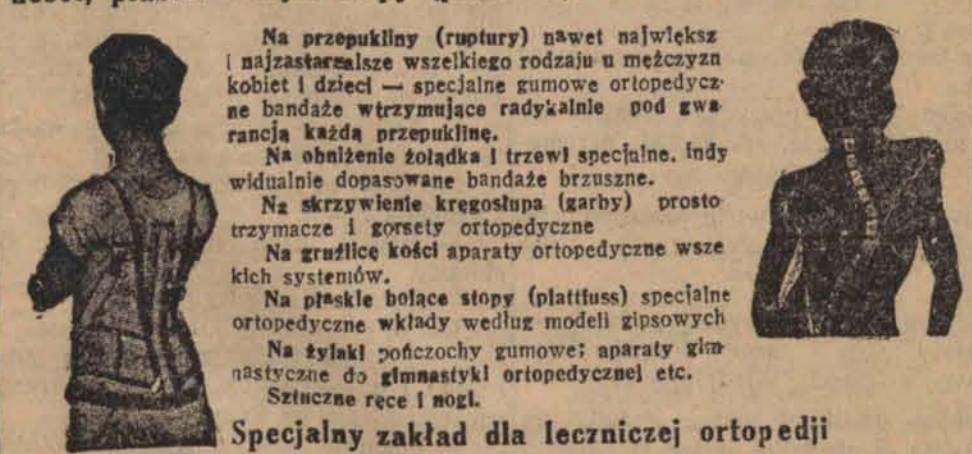 Na przepukliny (ruptury) nawet największ
i najzastarzalsze wszelkiego rodzaju u mężczyzn
kobiet i dzieci — specjalne gumowe ortopedycz-
ne bandaże wtrzymujące radykalnie pod gwa
rancją każdą przepuklinę.
Na obniżenie żołądka i trzewi specjalne, indy
widualnie dopasowane bandaże brzuszne.
Na skrzywienie kręgosłupa (garby) prosto
trzymacze i gorsety ortopedyczne
Na gruźlicę kości aparaty ortopedyczne wsze
kich systemów.
Na płaskie bolące stopy (plattfuss) specjalne
ortopedyczne wkłady według modeli gipsowych
Na żylaki pończochy gumowe; aparaty gim-
nastyczne do gimnastyki ortopedycznej etc.
Sztuczne ręce i nogi.
Specjalny zakład dla leczniczej ortopedji